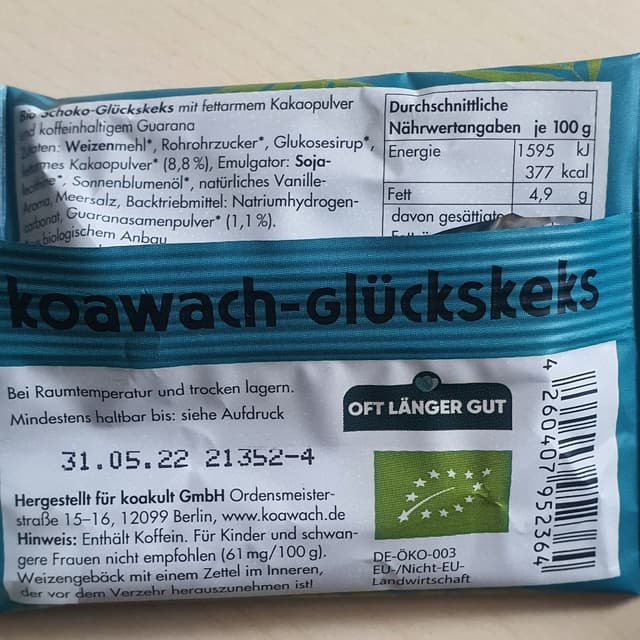 Bio Schoko-Glückskeks mit fettarmem Kakaopulver
und koffeinhaltigem Guarana
Weizenmehl*, Rohrohrzucker*, Glukosesirup*,
Kakaopulver* (8,8 %), Emulgator: Soja-
Sonnenblumenöl*, natürliches Vanille-
Aroma, Meersalz, Backtriebmittel: Natriumhydrogen-
carbonat, Guaranasamenpulver* (1,1 %).
biologischem Anbau
Durchschnittliche
Nährwertangaben je 100 g
Energie 1595 kJ
377 kcal
Fett 4,9 g
davon gesättigte
koawach-Glückskeks
Bei Raumtemperatur und trocken lagern.
Mindestens haltbar bis: siehe Aufdruck
31.05.22 21352-4
Hergestellt für koakult GmbH Ordensmeister-
straße 15–16, 12099 Berlin, www.koawach.de
Hinweis: Enthält Koffein. Für Kinder und schwan-
gere Frauen nicht empfohlen (61 mg/100 g).
Weizengebäck mit einem Zettel im Inneren,
der vor dem Verzehr herauszunehmen ist!
OFT LÄNGER GUT
DE-ÖKO-003
EU-/Nicht-EU-
Landwirtschaft
4 260407 952364